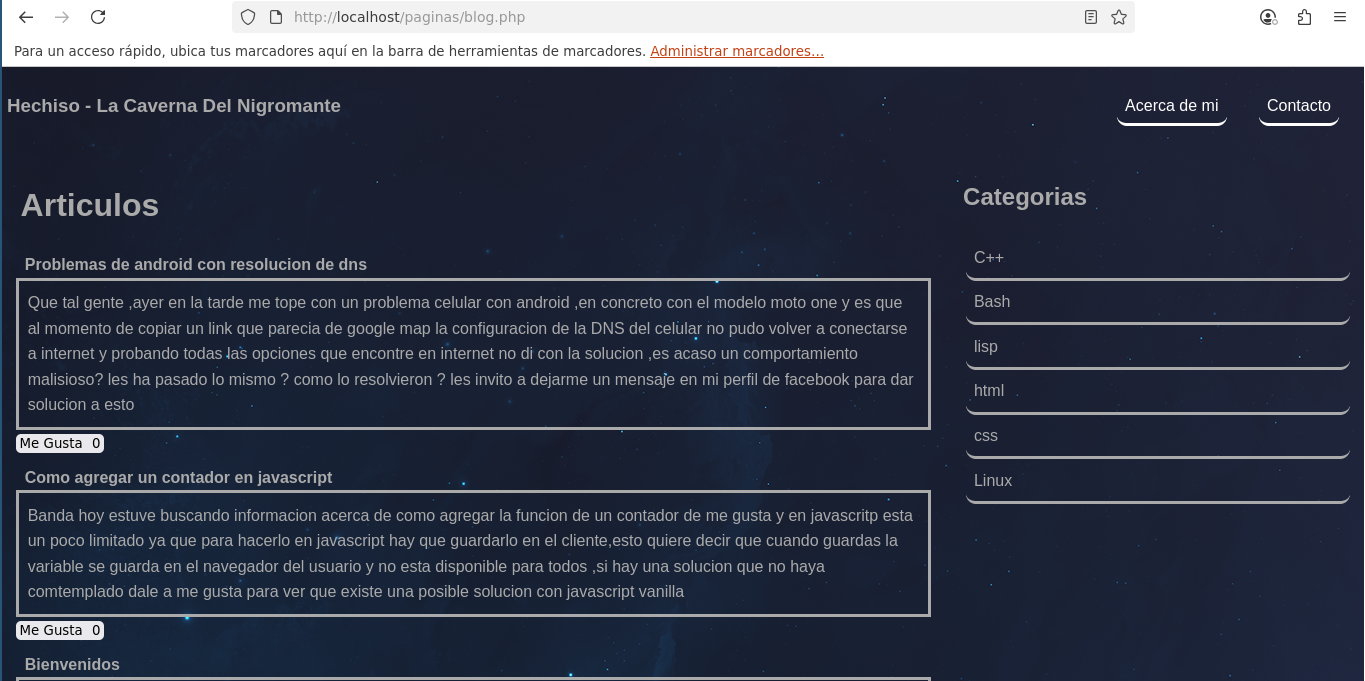 http://localhost/paginas/blog.php
Para un acceso rápido, ubica tus marcadores aquí en la barra de herramientas de marcadores. Administrar marcadores…
Hechiso - La Caverna Del Nigromante
Acerca de mi
Contacto
Articulos
Problemas de android con resolucion de dns
Que tal gente ,ayer en la tarde me tope con un problema celular con android ,en concreto con el modelo moto one y es que
al momento de copiar un link que parecia de google map la configuracion de la DNS del celular no pudo volver a conectarse
a internet y probando todas las opciones que encontre en internet no di con la solucion ,es acaso un comportamiento
malisioso? les ha pasado lo mismo ? como lo resolvieron ? les invito a dejarme un mensaje en mi perfil de facebook para dar
solucion a esto
Me Gusta 0
Como agregar un contador en javascript
Banda hoy estuve buscando informacion acerca de como agregar la funcion de un contador de me gusta y en javascritp esta
un poco limitado ya que para hacerlo en javascript hay que guardarlo en el cliente,esto quiere decir que cuando guardas la
variable se guarda en el navegador del usuario y no esta disponible para todos ,si hay una solucion que no haya
comtemplado dale a me gusta para ver que existe una posible solucion con javascript vanilla
Me Gusta 0
Bienvenidos
Categorias
C++
Bash
lisp
html
css
Linux